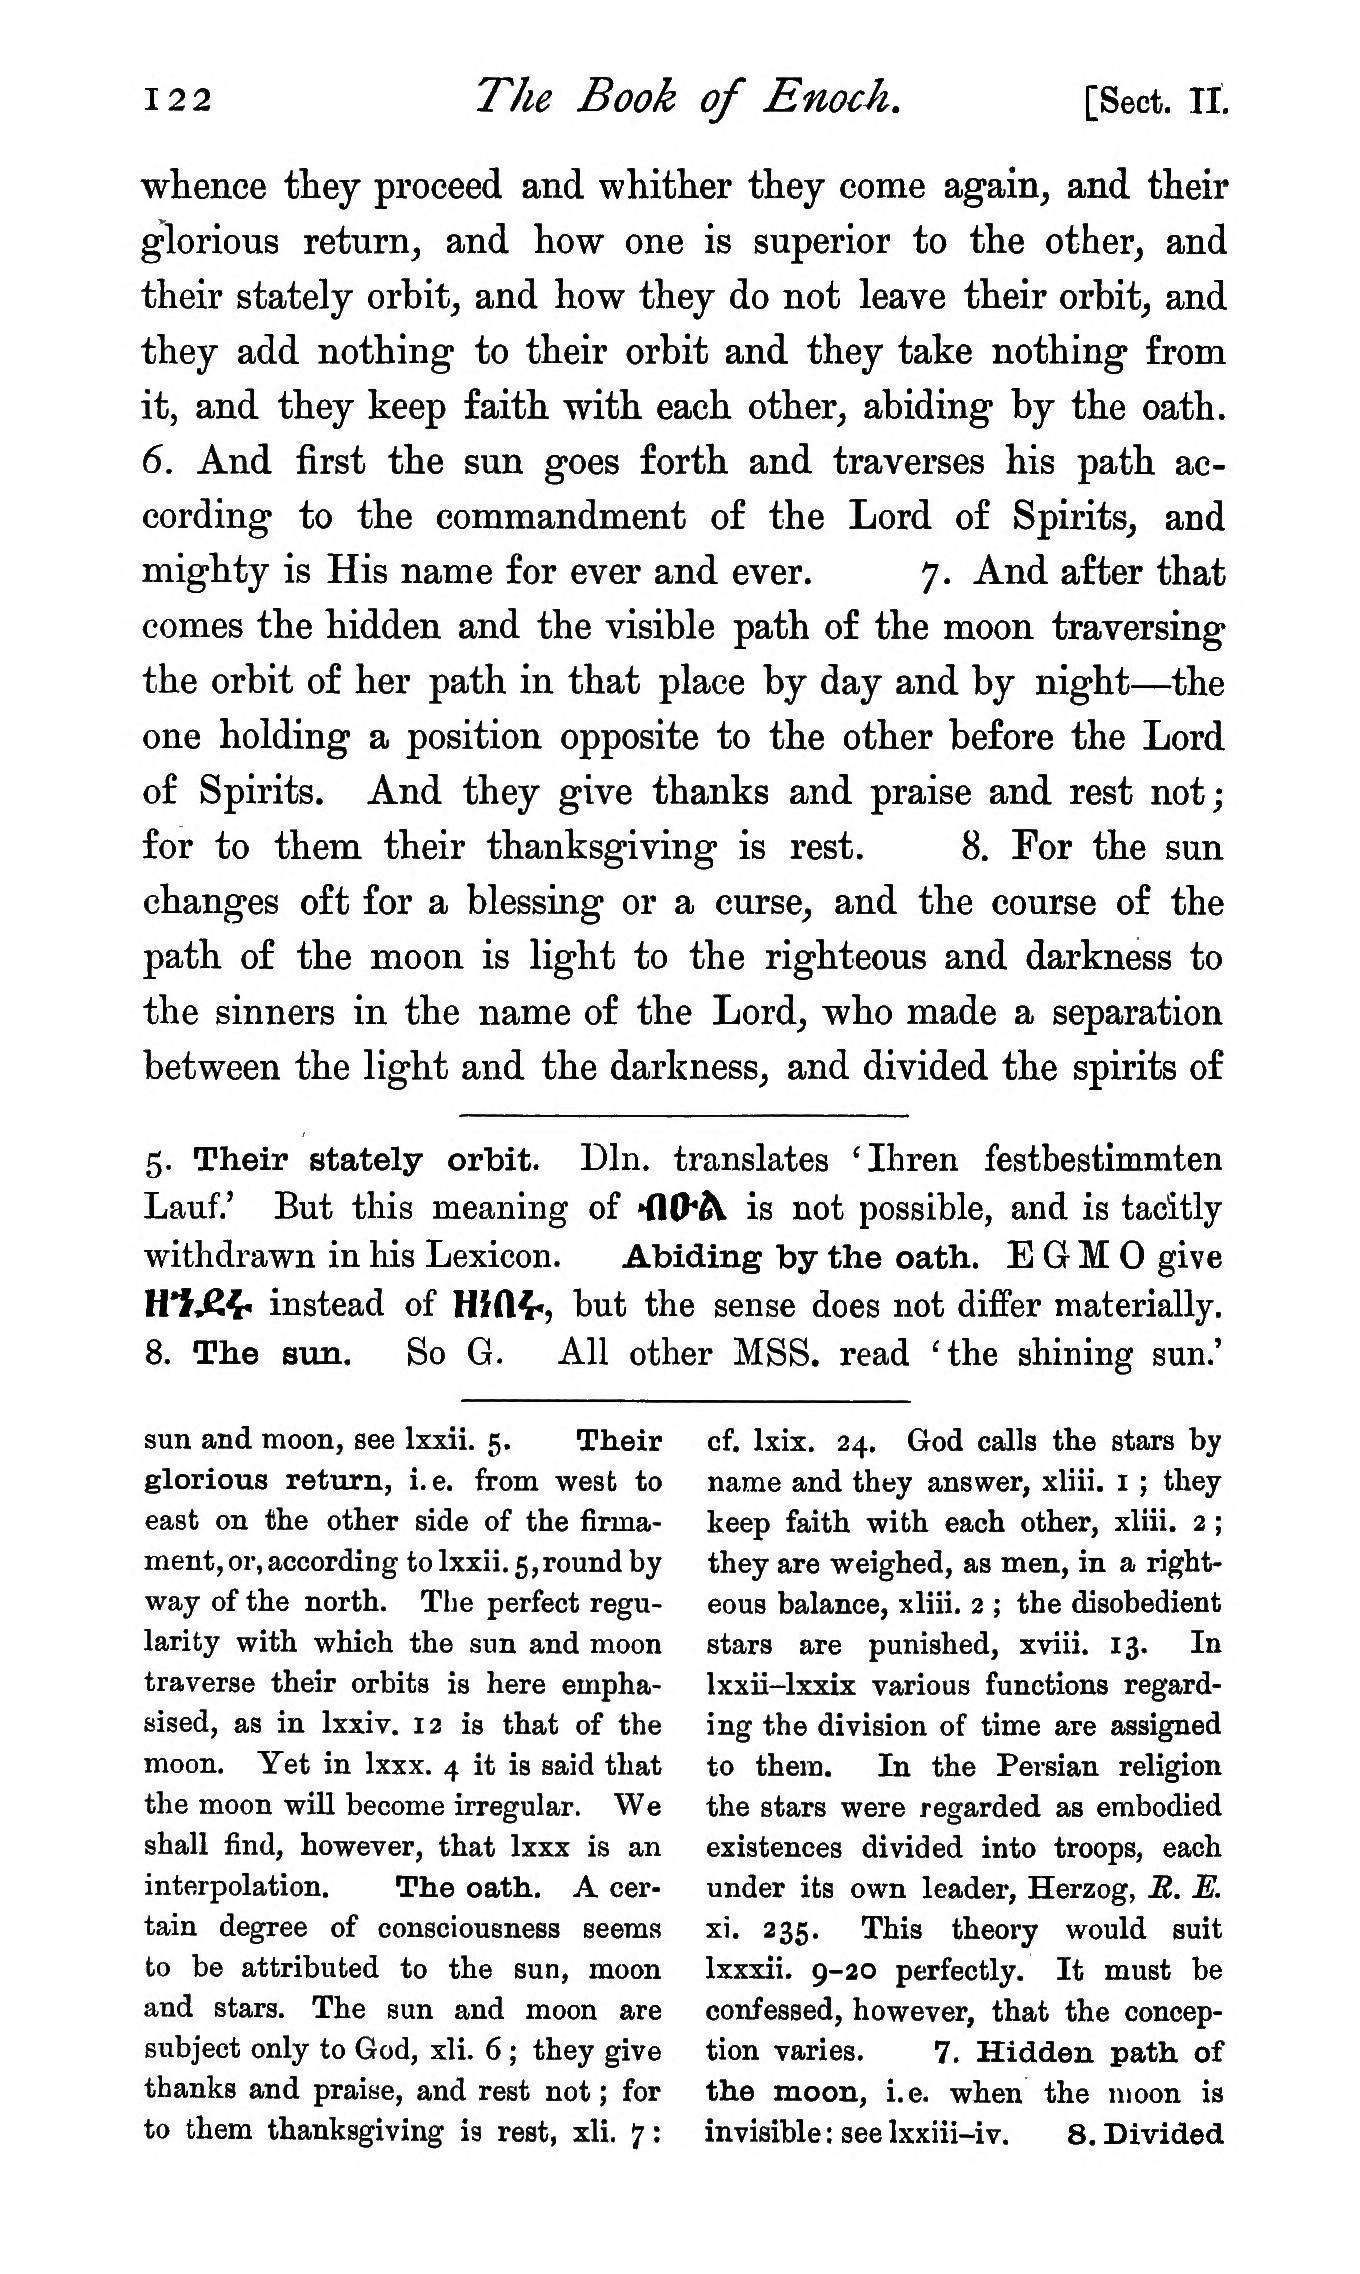 122 The Book of Enoch. [Sect. II.
whence they proceed and whither they come again, and their
glorious return, and how one is superior to the other, and
their stately orbit, and how they do not leave their orbit, and
they add nothing to their orbit and they take nothing from
it, and they keep faith with each other, abiding by the oath.
6. And first the sun goes forth and traverses his path ac-
cording to the commandment of the Lord of Spirits, and
mighty is His name for ever and ever. 7. And after that
comes the hidden and the visible path of the moon traversing
the orbit of her path in that place by day and by night—the
one holding a position opposite to the other before the Lord
of Spirits. And they give thanks and praise and rest not;
for to them their thanksgiving is rest. 8. For the sun
changes oft for a blessing or a curse, and the course of the
path of the moon is light to the righteous and darkness to
the sinners in the name of the Lord, who made a separation
between the light and the darkness, and divided the spirits of
5. Their stately orbit. Dln. translates ‘Ihren festbestimmten
Lauf.’ But this meaning of ብዑል is not possible, and is tacitly
withdrawn in his Lexicon. Abiding by the oath. E G M O give
ዘኀደሩ instead of ዘነበሩ, but the sense does not differ materially.
8. The sun. So G. All other MSS. read ‘the shining sun.’
sun and moon, see lxxii. 5. Their
glorious return, i.e. from west to
east on the other side of the firma-
ment, or, according to lxxii. 5, round by
way of the north. The perfect regu-
larity with which the sun and moon
traverse their orbits is here empha-
sised, as in lxxiv. 12 is that of the
moon. Yet in lxxx. 4 it is said that
the moon will become irregular. We
shall find, however, that lxxx is an
interpolation. The oath. A cer-
tain degree of consciousness seems
to be attributed to the sun, moon
and stars. The sun and moon are
subject only to God, xli. 6; they give
thanks and praise, and rest not; for
to them thanksgiving is rest, xli. 7:
cf. lxix. 24. God calls the stars by
name and they answer, xliii. 1; they
keep faith with each other, xliii. 2;
they are weighed, as men, in a right-
eous balance, xliii. 2; the disobedient
stars are punished, xviii. 13. In
lxxii–lxxix various functions regard-
ing the division of time are assigned
to them. In the Persian religion
the stars were regarded as embodied
existences divided into troops, each
under its own leader, Herzog, R. E.
xi. 235. This theory would suit
lxxxii. 9–20 perfectly. It must be
confessed, however, that the concep-
tion varies. 7. Hidden path of
the moon, i.e. when the moon is
invisible: see lxxiii–iv. 8. Divided